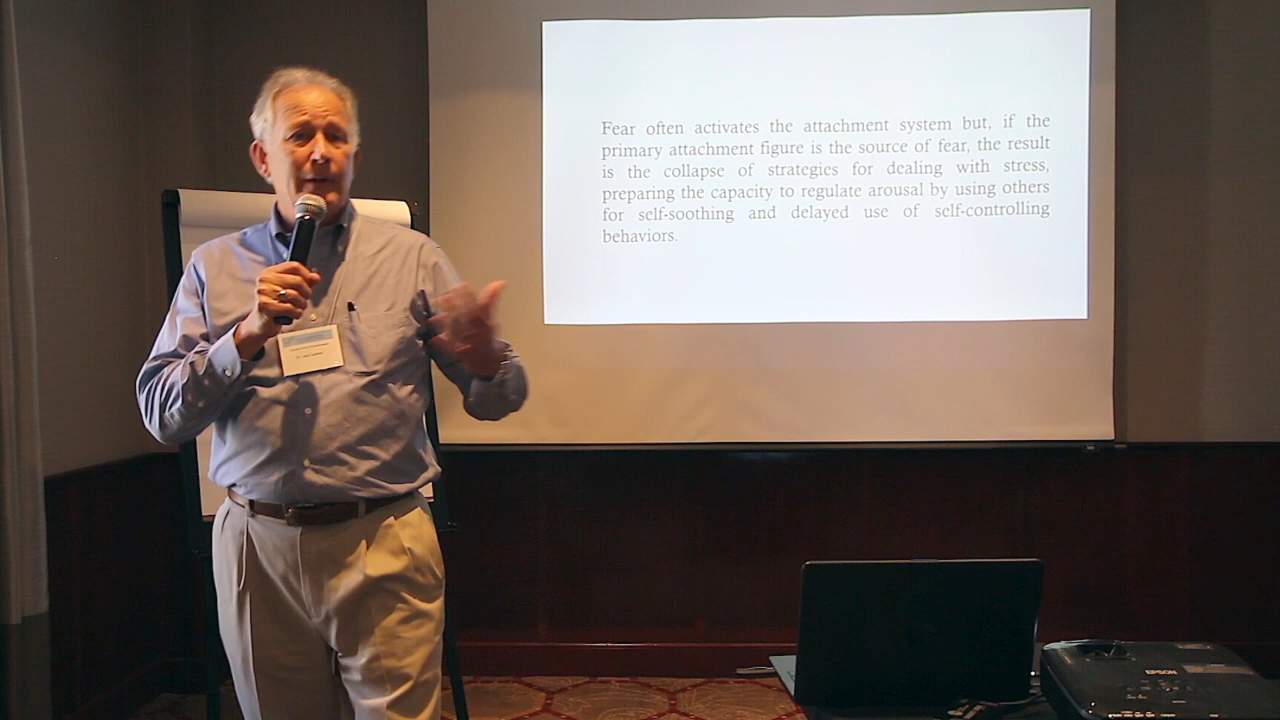 Fear often activates the attachment system but, if the
primary attachment figure is the source of fear, the result
is the collapse of strategies for dealing with stress,
preparing the capacity to regulate arousal by using others
for self-soothing and delayed use of self-controlling
behaviors.
EPSON